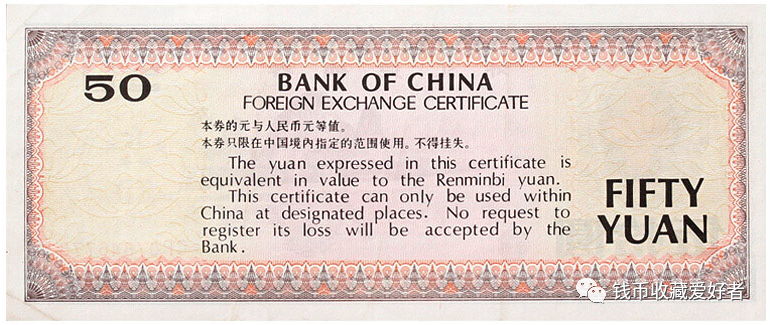 50
BANK OF CHINA
FOREIGN EXCHANGE CERTIFICATE
本券的元与人民币元等值。
本券只限在中国境内指定的范围使用。不得挂失。
The yuan expressed in this certificate is
equivalent in value to the Renminbi yuan.
This certificate can only be used within
China at designated places. No request to
register its loss will be accepted by the
Bank.
FIFTY
YUAN
钱币收藏爱好者